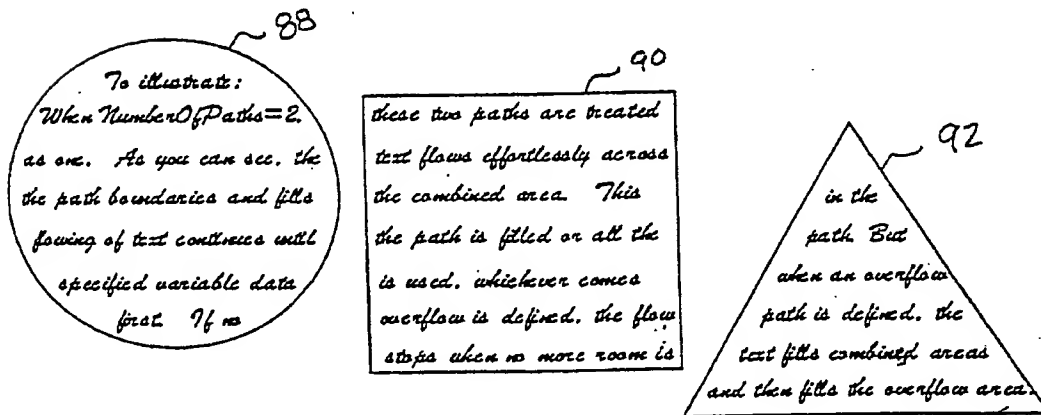 88
90
92
To illustrate:
When NumberOfPaths=2, these two paths are treated
as one. As you can see, the text flows effortlessly across
the path boundaries and fills the combined area. This
flowing of text continues until the path is filled or all the
specified variable data is used, whichever comes
first. If no overflow is defined, the flow
stops when no more room is
in the
path. But
when an overflow
path is defined, the
text fills combined areas
and then fills the overflow area.